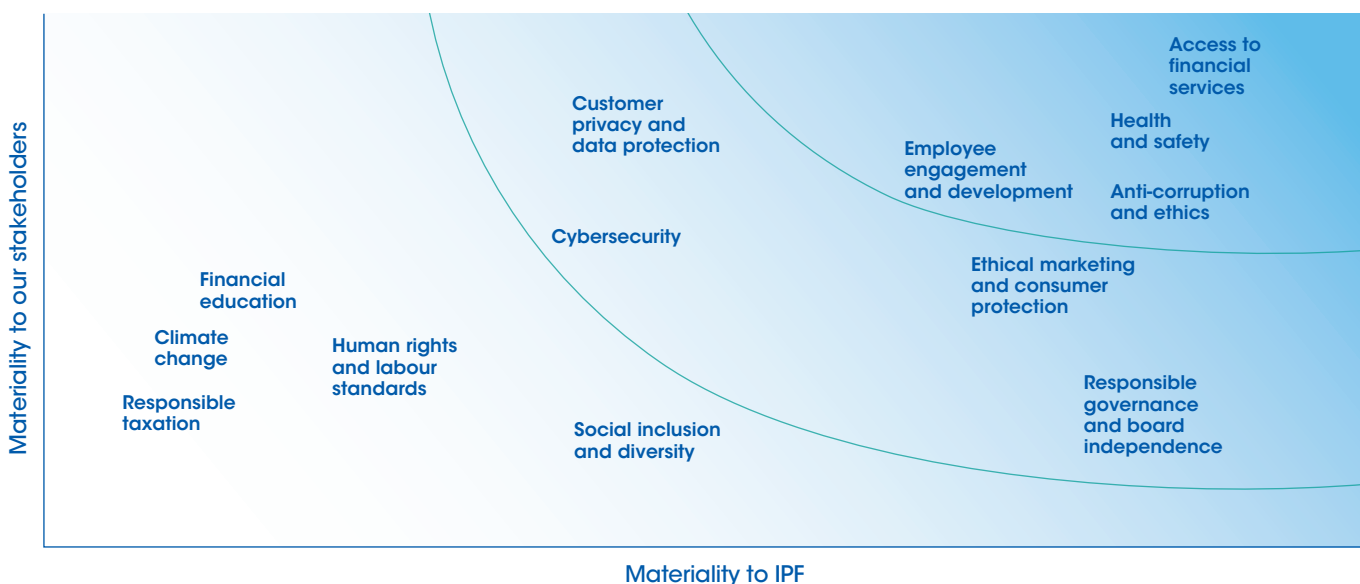 Materiality to our stakeholders
Access to
financial
services
Customer
privacy and
data protection
Health
and safety
Employee
engagement
and development
Anti-corruption
and ethics
Cybersecurity
Ethical marketing
and consumer
protection
Financial
education
Climate
change
Human rights
and labour
standards
Responsible
taxation
Responsible
governance
and board
independence
Social inclusion
and diversity
Materiality to IPF